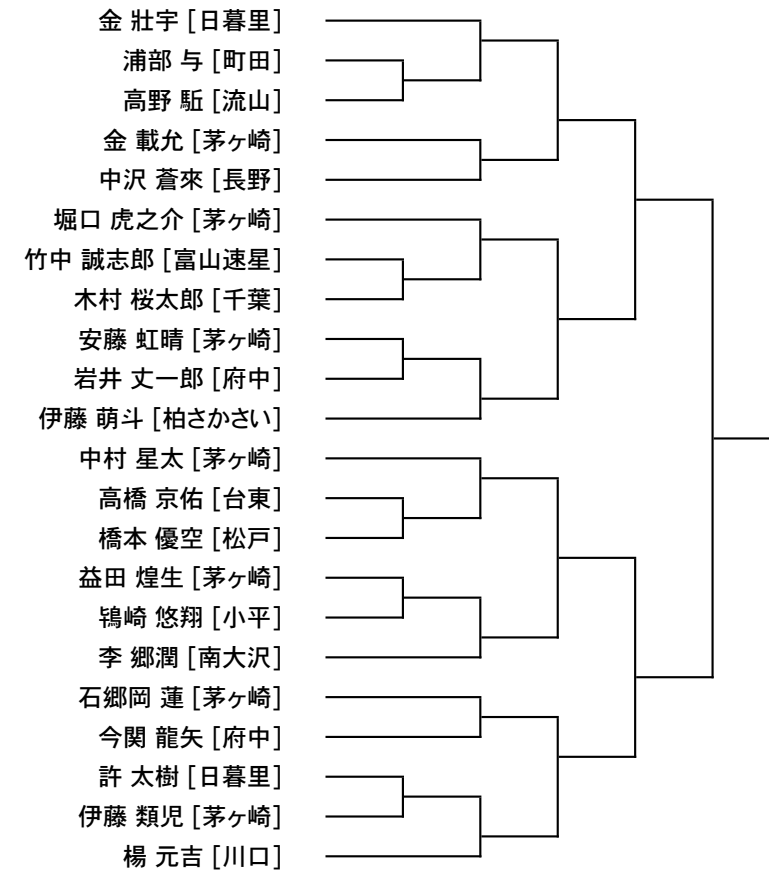 金 壯宇 [日暮里]
浦部 与 [町田]
高野 駈 [流山]
金 載允 [茅ヶ崎]
中沢 蒼來 [長野]
堀口 虎之介 [茅ヶ崎]
竹中 誠志郎 [富山速星]
木村 桜太郎 [千葉]
安藤 虹晴 [茅ヶ崎]
岩井 丈一郎 [府中]
伊藤 萌斗 [柏さかさい]
中村 星太 [茅ヶ崎]
高橋 京佑 [台東]
橋本 優空 [松戸]
益田 煌生 [茅ヶ崎]
鴇崎 悠翔 [小平]
李 郷潤 [南大沢]
石郷岡 蓮 [茅ヶ崎]
今関 龍矢 [府中]
許 太樹 [日暮里]
伊藤 類児 [茅ヶ崎]
楊 元吉 [川口]